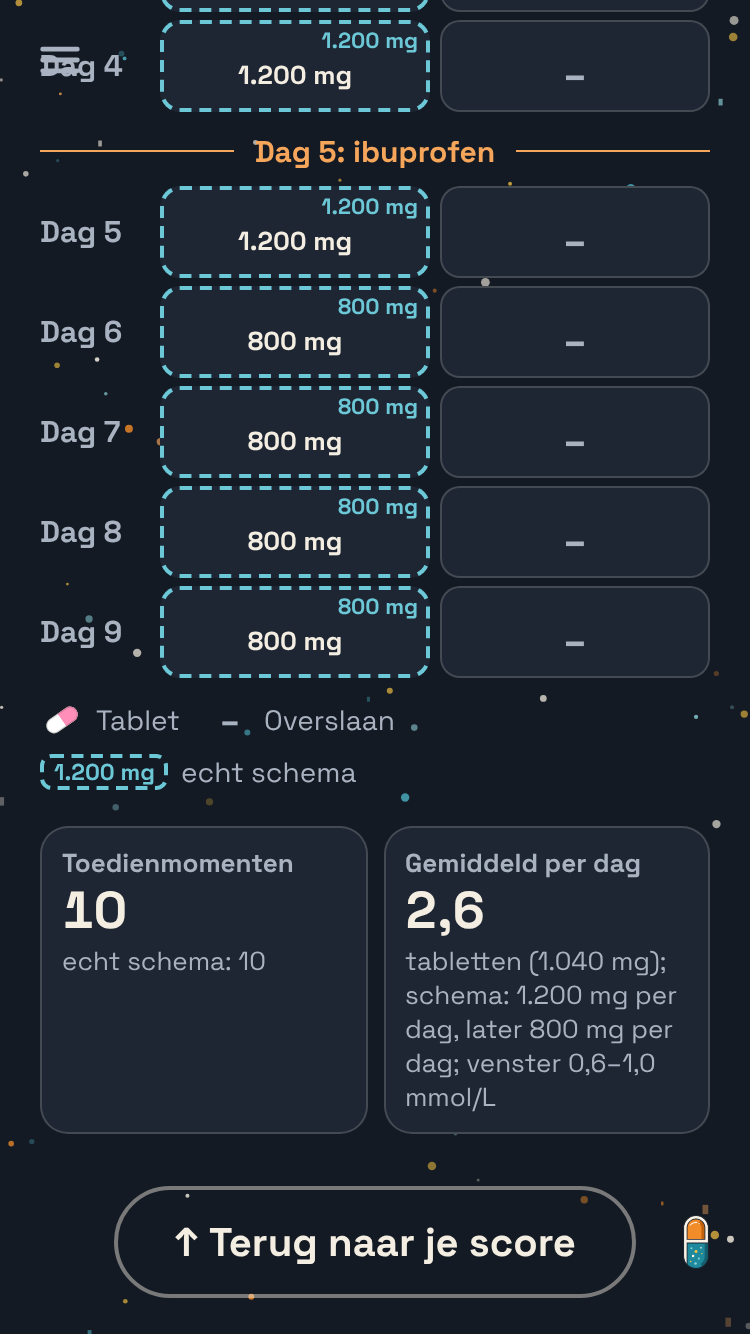 1.200 mg
Dag 4
1.200 mg
–
Dag 5: ibuprofen
1.200 mg
Dag 5
1.200 mg
–
800 mg
Dag 6
800 mg
–
800 mg
Dag 7
800 mg
–
800 mg
Dag 8
800 mg
–
800 mg
Dag 9
800 mg
–
Tablet – Overslaan
1.200 mg echt schema
Toedienmomenten
10
echt schema: 10
Gemiddeld per dag
2,6
tabletten (1.040 mg);
schema: 1.200 mg per
dag, later 800 mg per
dag; venster 0,6–1,0
mmol/L
↑ Terug naar je score